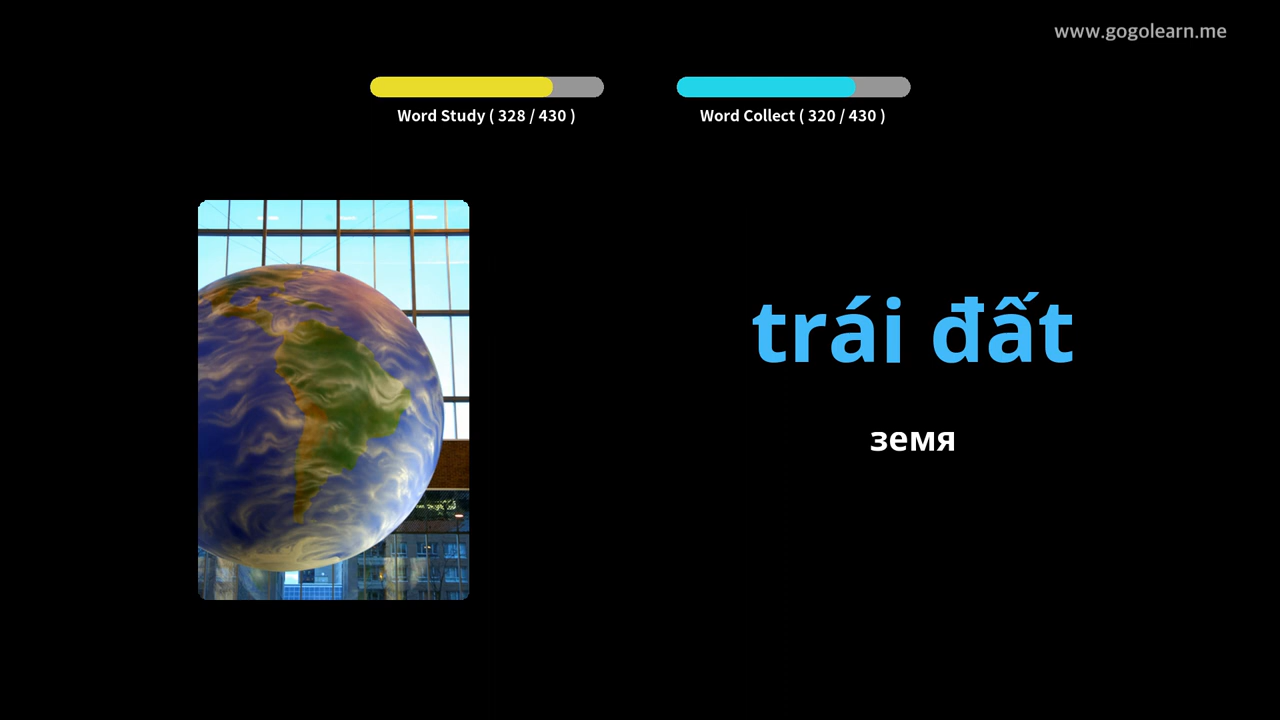 www.gogolearn.me
Word Study ( 328 / 430 )
Word Collect ( 320 / 430 )
trái đất
земя